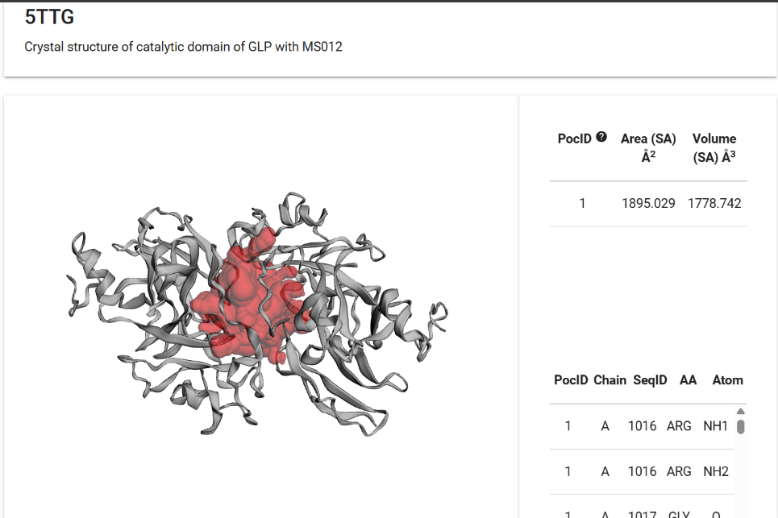 5TTG
Crystal structure of catalytic domain of GLP with MS012
PocID ? Area (SA) Å² Volume (SA) Å³
1 1895.029 1778.742
PocID Chain SeqID AA Atom
1 A 1016 ARG NH1
1 A 1016 ARG NH2
1 A 1017 GLY O